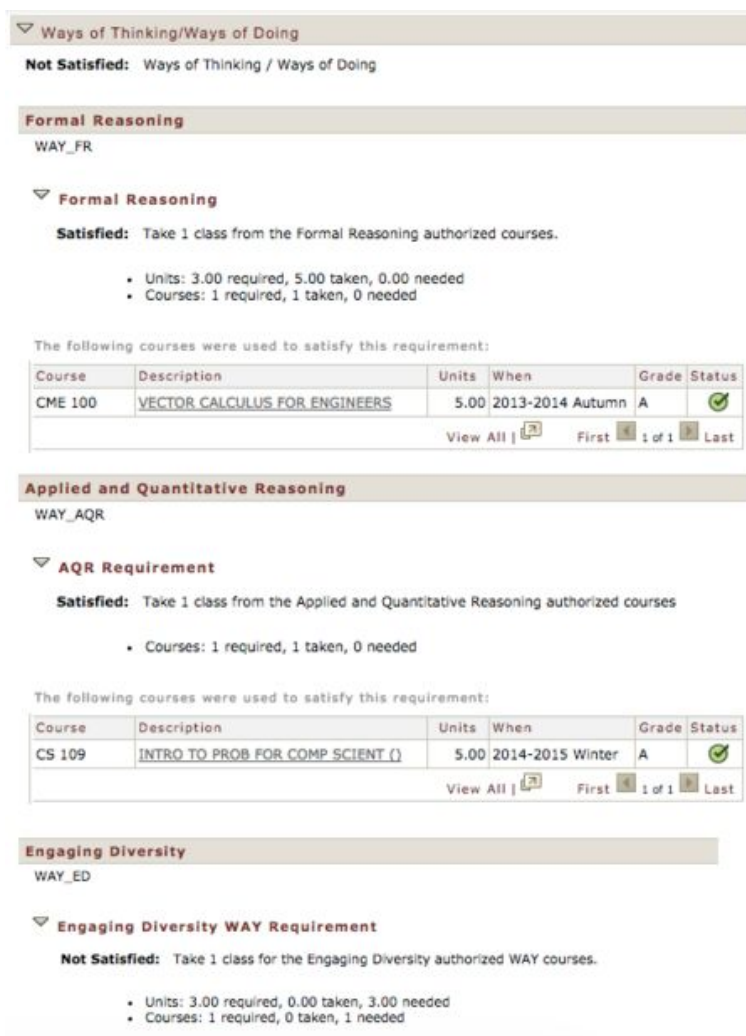 Ways of Thinking/Ways of Doing
Not Satisfied: Ways of Thinking / Ways of Doing
Formal Reasoning
WAY_FR
Formal Reasoning
Satisfied: Take 1 class from the Formal Reasoning authorized courses.
• Units: 3.00 required, 5.00 taken, 0.00 needed
• Courses: 1 required, 1 taken, 0 needed
The following courses were used to satisfy this requirement:
Course Description Units When Grade Status
CME 100 VECTOR CALCULUS FOR ENGINEERS 5.00 2013-2014 Autumn A
View All | First 1 of 1 Last
Applied and Quantitative Reasoning
WAY_AQR
AQR Requirement
Satisfied: Take 1 class from the Applied and Quantitative Reasoning authorized courses
• Courses: 1 required, 1 taken, 0 needed
The following courses were used to satisfy this requirement:
Course Description Units When Grade Status
CS 109 INTRO TO PROB FOR COMP SCIENT () 5.00 2014-2015 Winter A
View All | First 1 of 1 Last
Engaging Diversity
WAY_ED
Engaging Diversity WAY Requirement
Not Satisfied: Take 1 class for the Engaging Diversity authorized WAY courses.
• Units: 3.00 required, 0.00 taken, 3.00 needed
• Courses: 1 required, 0 taken, 1 needed